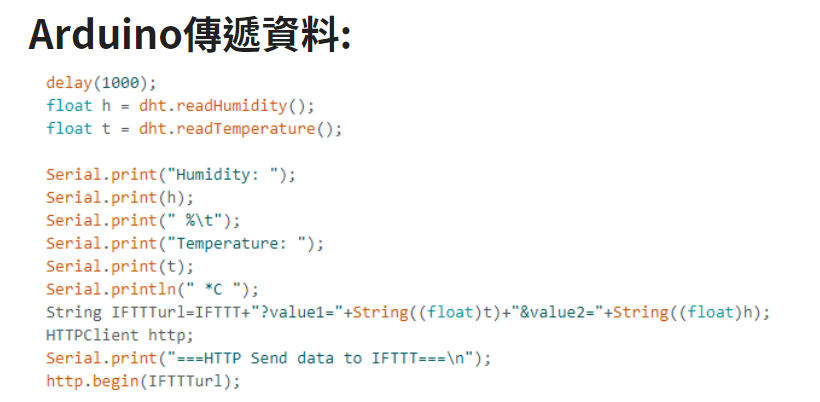 Arduino傳遞資料:
delay(1000);
float h = dht.readHumidity();
float t = dht.readTemperature();
Serial.print("Humidity: ");
Serial.print(h);
Serial.print(" %\t");
Serial.print("Temperature: ");
Serial.print(t);
Serial.println(" *C ");
String IFTTTurl=IFTTT+"?value1="+String((float)t)+"&value2="+String((float)h);
HTTPClient http;
Serial.print("===HTTP Send data to IFTTT===\n");
http.begin(IFTTTurl);